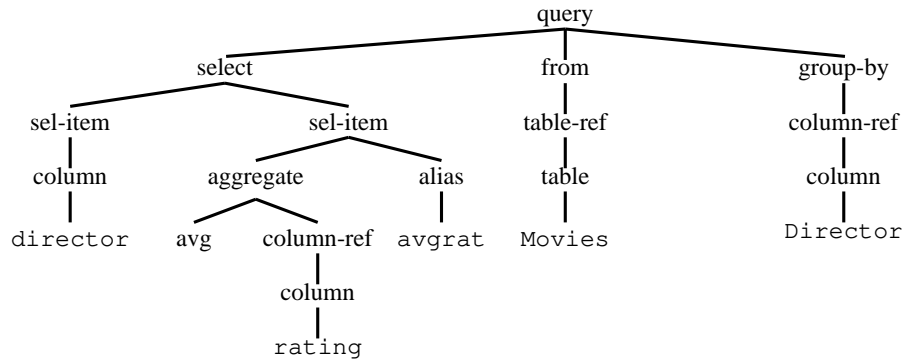 query
select from group-by
sel-item sel-item table-ref column-ref
column aggregate alias table column
director avg column-ref avgrat Movies Director
column
rating